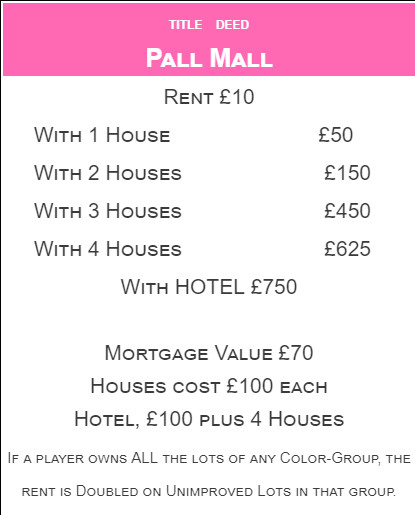 TITLE DEED
PALL MALL
RENT £10
WITH 1 HOUSE £50
WITH 2 HOUSES £150
WITH 3 HOUSES £450
WITH 4 HOUSES £625
WITH HOTEL £750
MORTGAGE VALUE £70
HOUSES COST £100 EACH
HOTEL, £100 PLUS 4 HOUSES
IF A PLAYER OWNS ALL THE LOTS OF ANY COLOR-GROUP, THE
RENT IS DOUBLED ON UNIMPROVED LOTS IN THAT GROUP.